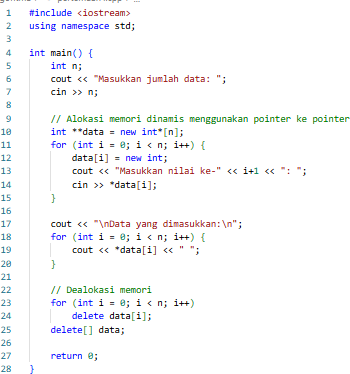 1 #include <iostream>
2 using namespace std;
3
4 int main() {
5     int n;
6     cout << "Masukkan jumlah data: ";
7     cin >> n;
8
9     // Alokasi memori dinamis menggunakan pointer ke pointer
10     int **data = new int*[n];
11     for (int i = 0; i < n; i++) {
12         data[i] = new int;
13         cout << "Masukkan nilai ke-" << i+1 << ": ";
14         cin >> *data[i];
15     }
16
17     cout << "\nData yang dimasukkan:\n";
18     for (int i = 0; i < n; i++) {
19         cout << *data[i] << " ";
20     }
21
22     // Dealokasi memori
23     for (int i = 0; i < n; i++)
24         delete data[i];
25     delete[] data;
26
27     return 0;
28 }